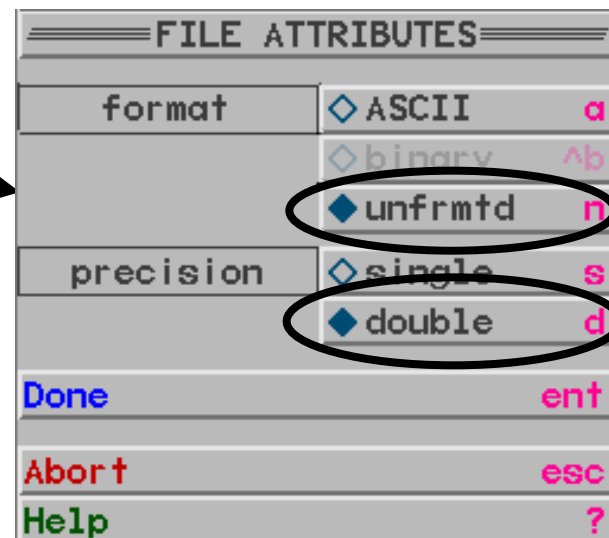 FILE ATTRIBUTES
format ASCII a
binary ^b
unfrmtd n
precision single s
double d
Done ent
Abort esc
Help ?